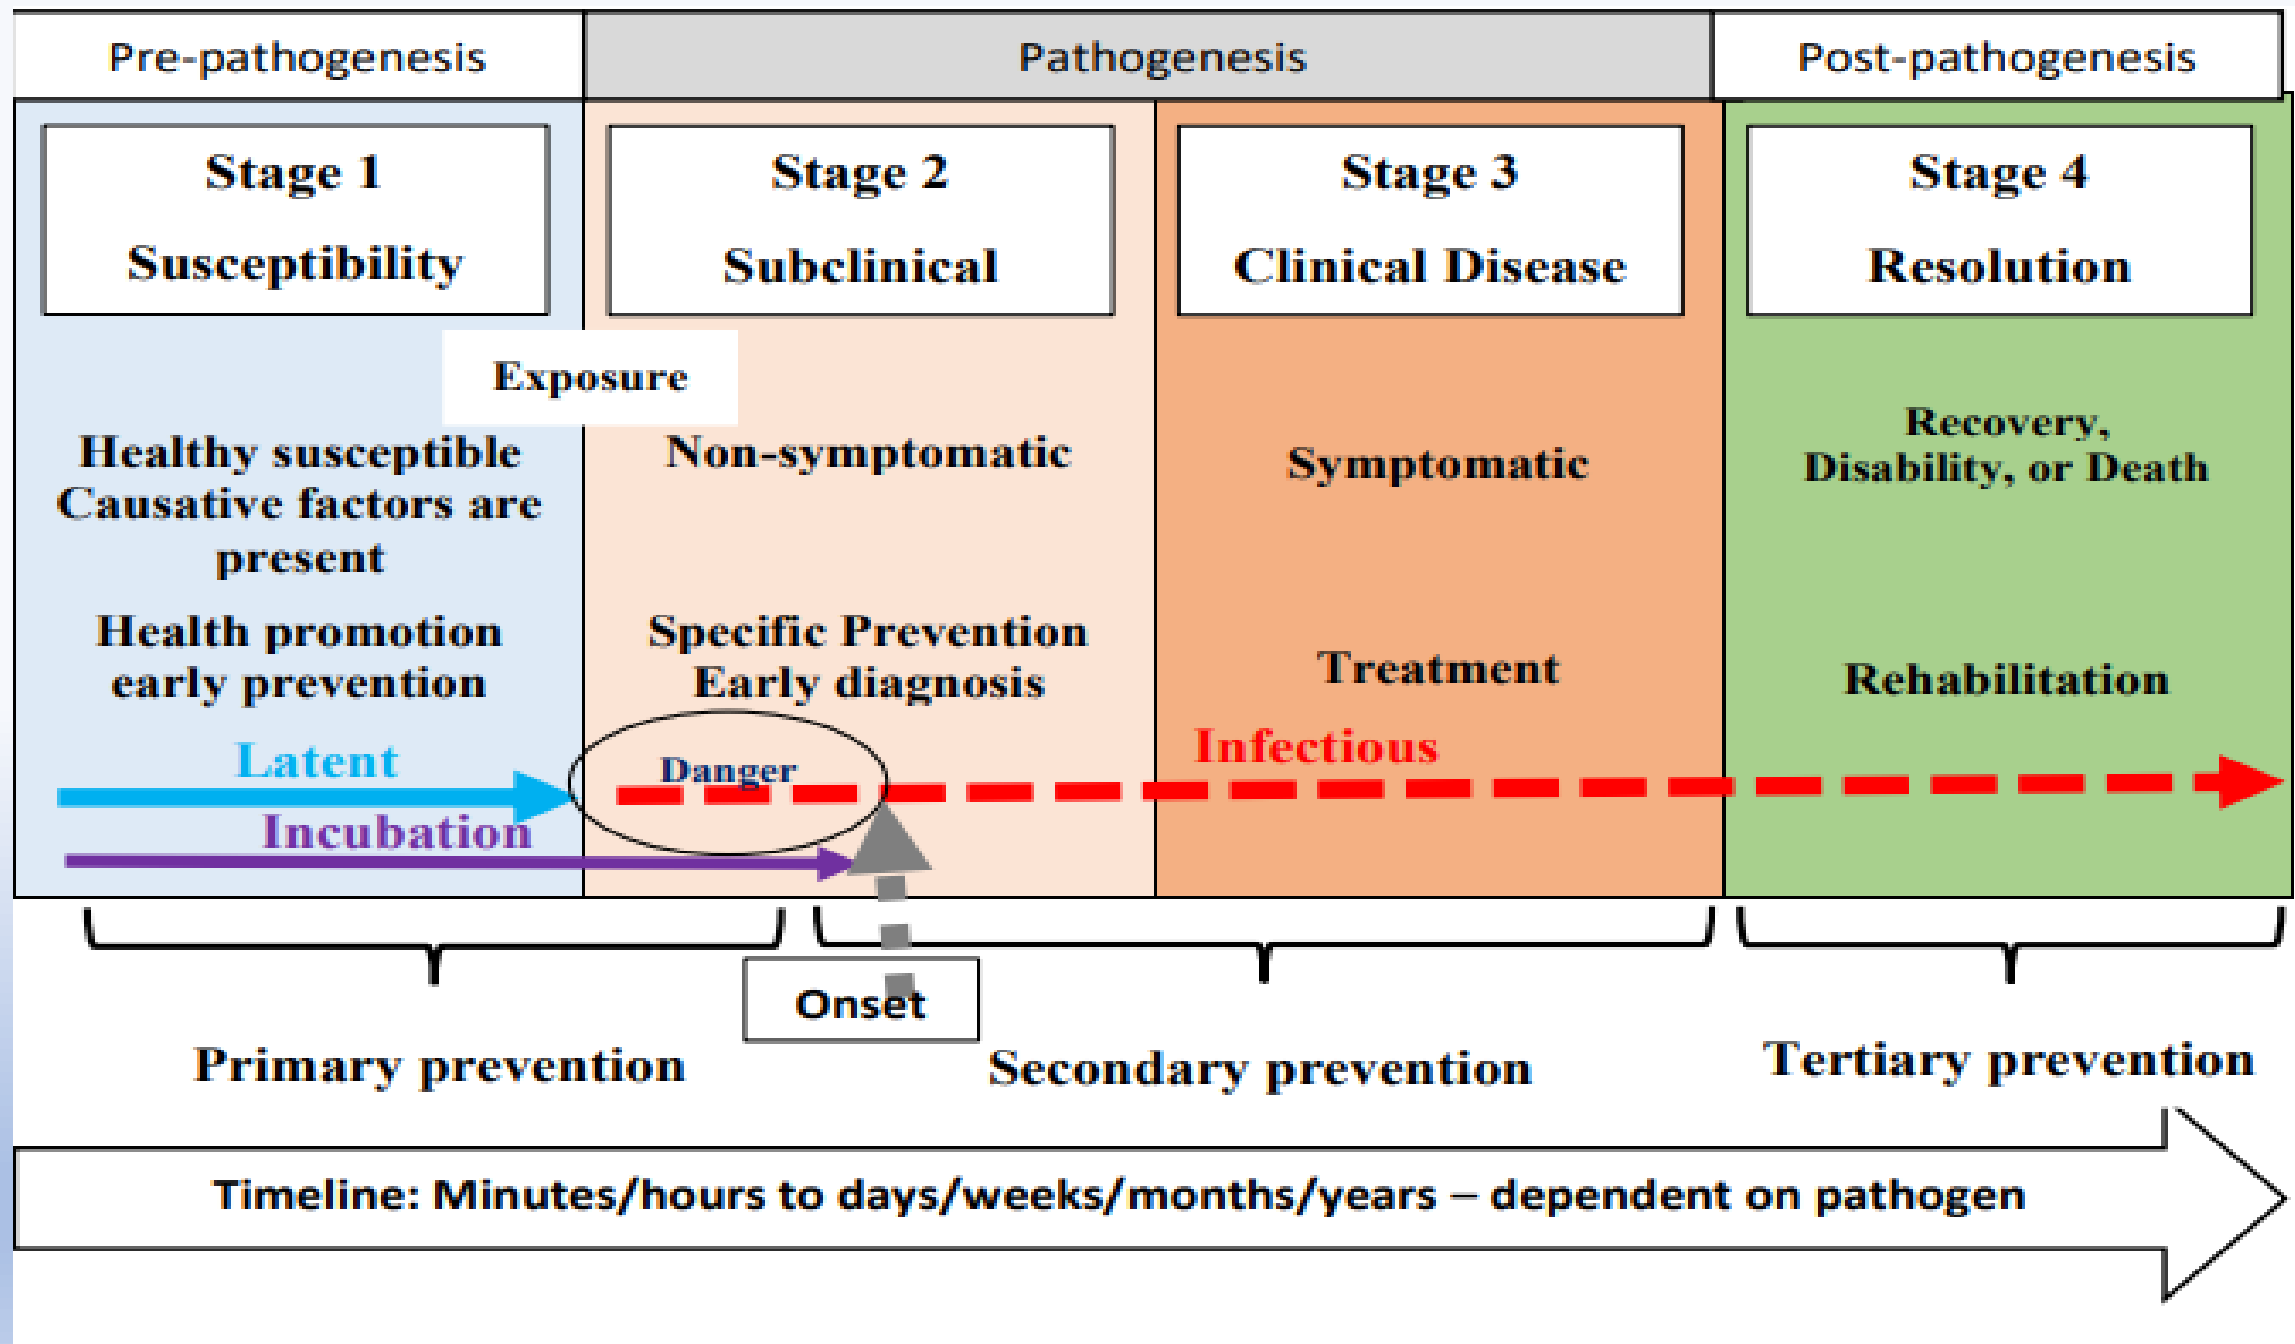 Pre-pathogenesis
Pathogenesis
Post-pathogenesis
Stage 1
Susceptibility
Stage 2
Subclinical
Stage 3
Clinical Disease
Stage 4
Resolution
Exposure
Healthy susceptible
Causative factors are
present
Non-symptomatic
Symptomatic
Recovery,
Disability, or Death
Health promotion
early prevention
Specific Prevention
Early diagnosis
Treatment
Rehabilitation
Latent
Danger
Infectious
Incubation
Onset
Primary prevention
Secondary prevention
Tertiary prevention
Timeline: Minutes/hours to days/weeks/months/years – dependent on pathogen